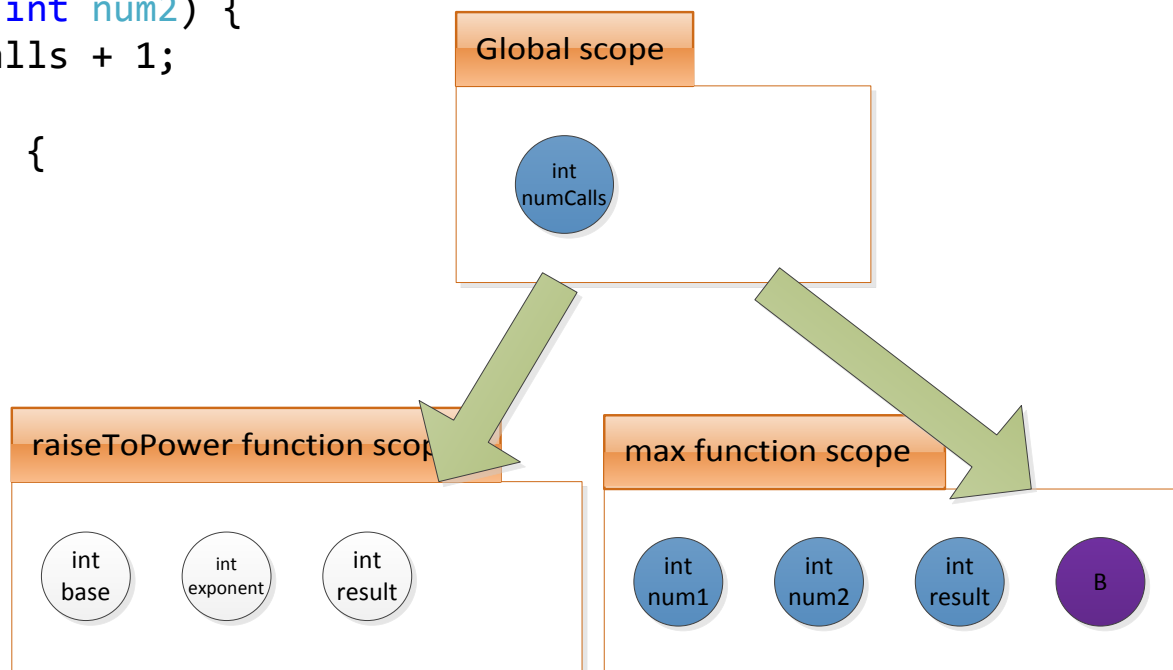 int num2) {
alls + 1;
{
Global scope
int
numCalls
raiseToPower function scop
max function scope
int
base
int
exponent
int
result
int
num1
int
num2
int
result
B